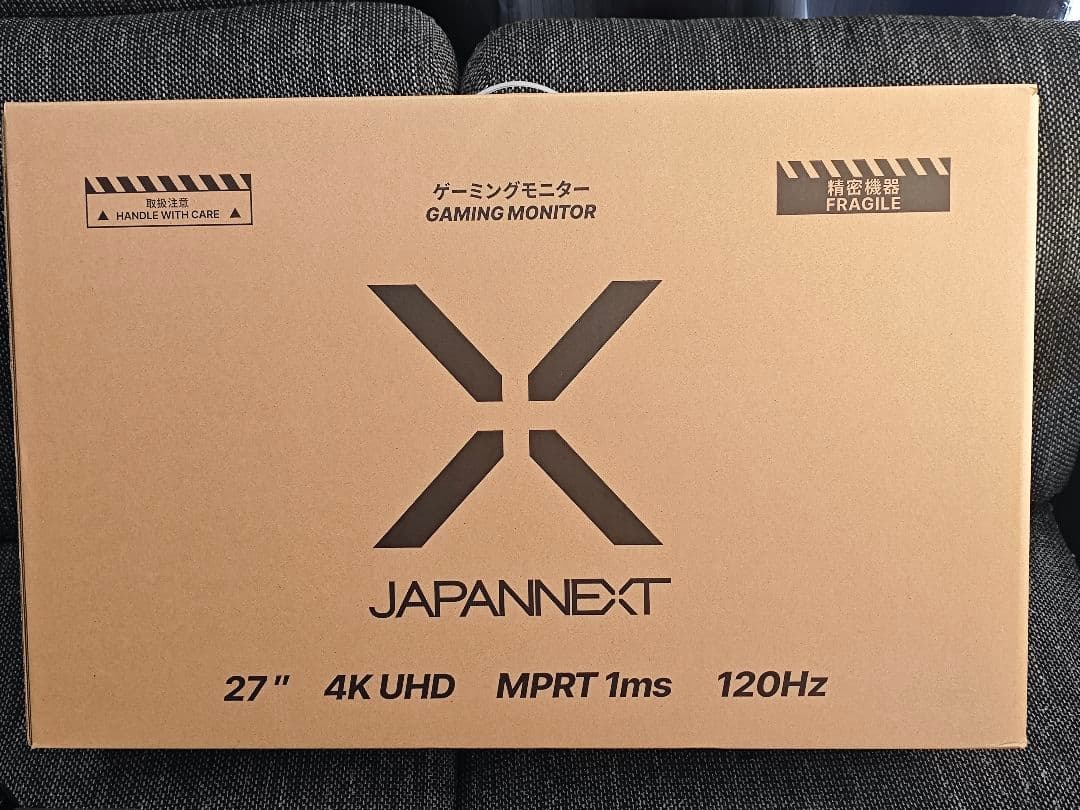 取扱注意
▲ HANDLE WITH CARE ▲
ゲーミングモニター
GAMING MONITOR
精密機器
FRAGILE
JAPANNEXT
27" 4K UHD MPRT 1ms 120Hz